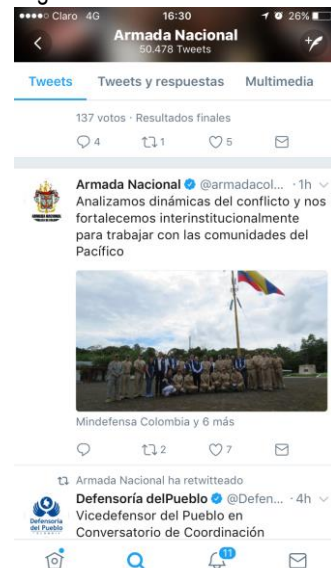 Claro 4G 16:30 26%
Armada Nacional
50.478 Tweets
Tweets Tweets y respuestas Multimedia
137 votos · Resultados finales
4 1 5
Armada Nacional @armadacol... · 1h
Analizamos dinámicas del conflicto y nos
fortalecemos interinstitucionalmente
para trabajar con las comunidades del
Pacífico
Mindefensa Colombia y 6 más
2 7
Armada Nacional ha retwitteado
Defensoría delPueblo @Defen... · 4h
Vicedefensor del Pueblo en
Conversatorio de Coordinación
Defensoría
del Pueblo
11